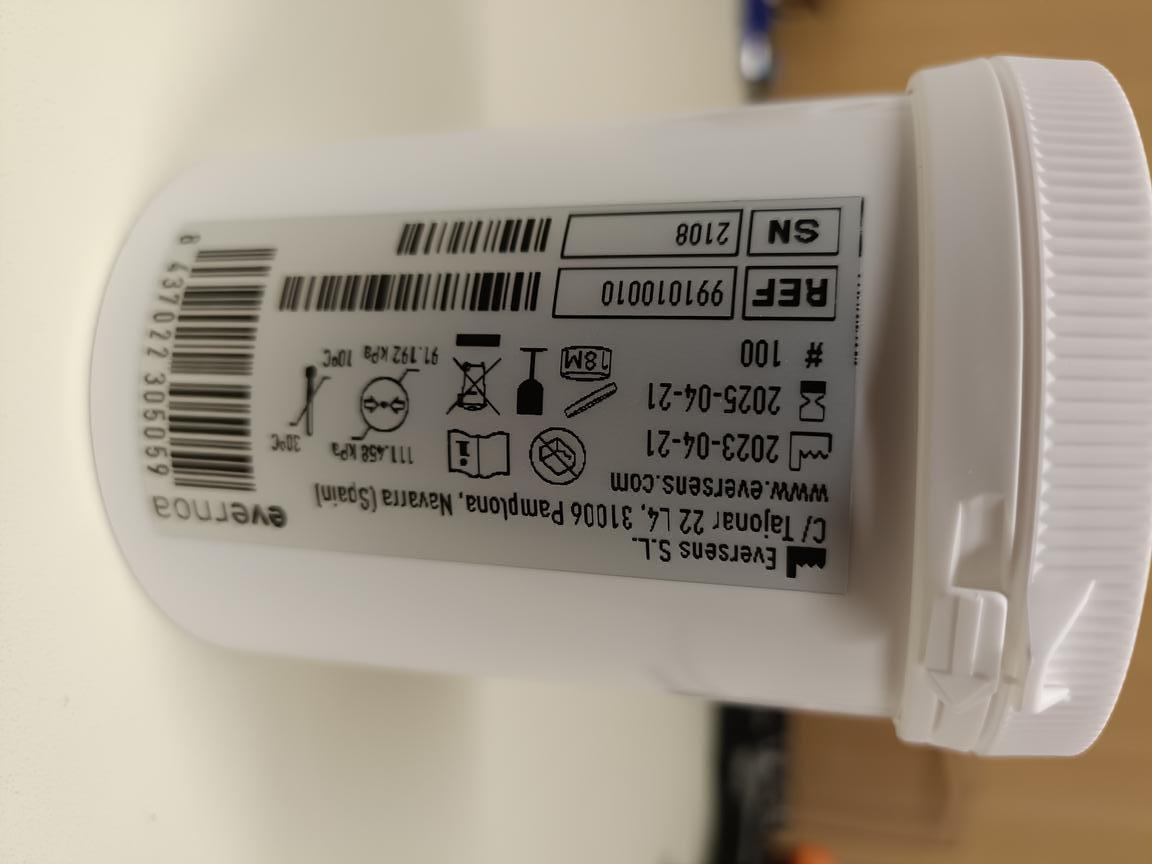 Eversens S.L.
C/ Tajonar 22 L4, 31006 Pamplona, Navarra (Spain)
www.eversens.com
2023-04-21
2025-04-21
# 100
18M
111.458 kPa
91.192 kPa
30ºC
10ºC
REF 991010010
SN 2108
evernoa
8 437022 305059